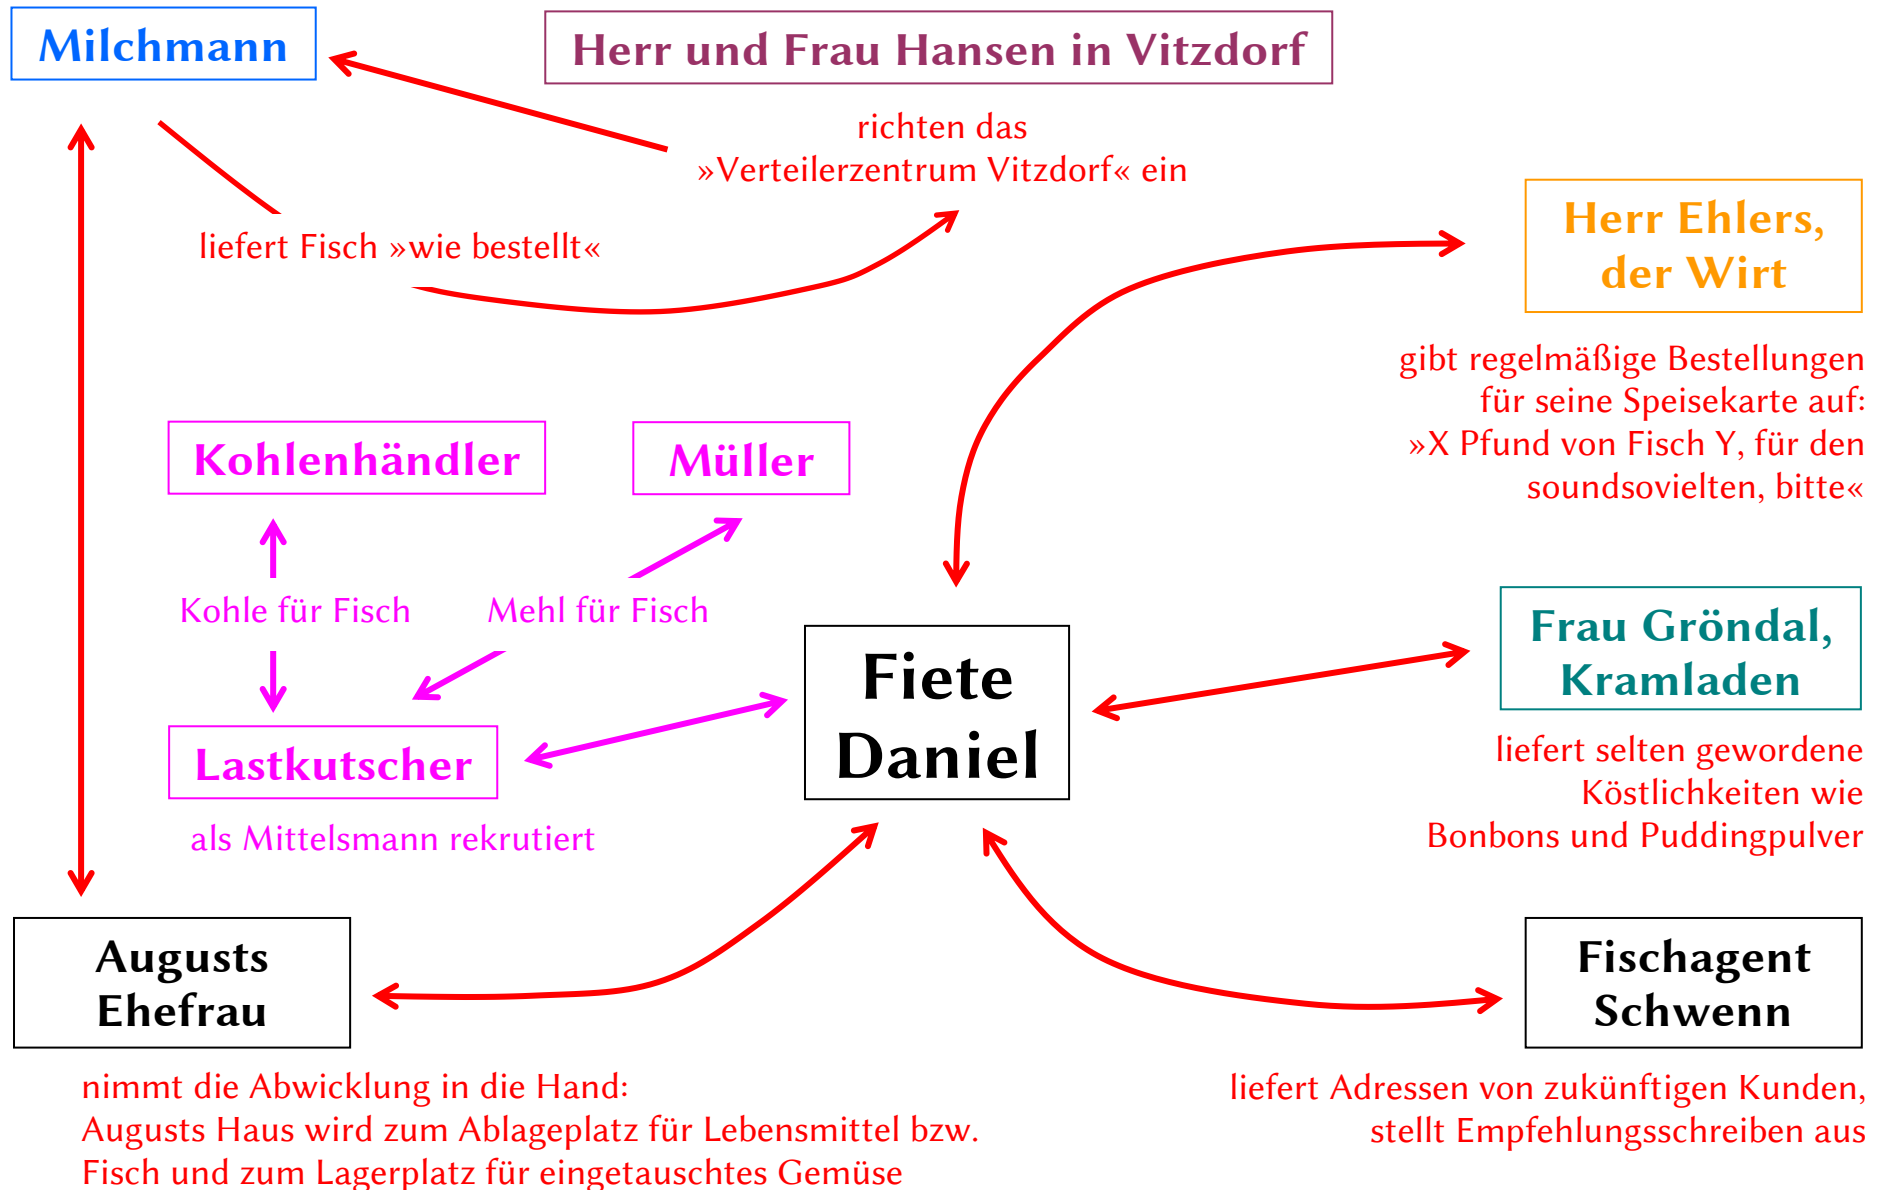 Milchmann
Herr und Frau Hansen in Vitzdorf
richten das
»Verteilerzentrum Vitzdorf« ein
liefert Fisch »wie bestellt«
Herr Ehlers,
der Wirt
gibt regelmäßige Bestellungen
für seine Speisekarte auf:
»X Pfund von Fisch Y, für den
soundsovielten, bitte«
Kohlenhändler
Müller
Kohle für Fisch
Mehl für Fisch
Lastkutscher
als Mittelsmann rekrutiert
Fiete
Daniel
Frau Gröndal,
Kramladen
liefert selten gewordene
Köstlichkeiten wie
Bonbons und Puddingpulver
Augusts
Ehefrau
nimmt die Abwicklung in die Hand:
Augusts Haus wird zum Ablageplatz für Lebensmittel bzw.
Fisch und zum Lagerplatz für eingetauschtes Gemüse
Fischagent
Schwenn
liefert Adressen von zukünftigen Kunden,
stellt Empfehlungsschreiben aus